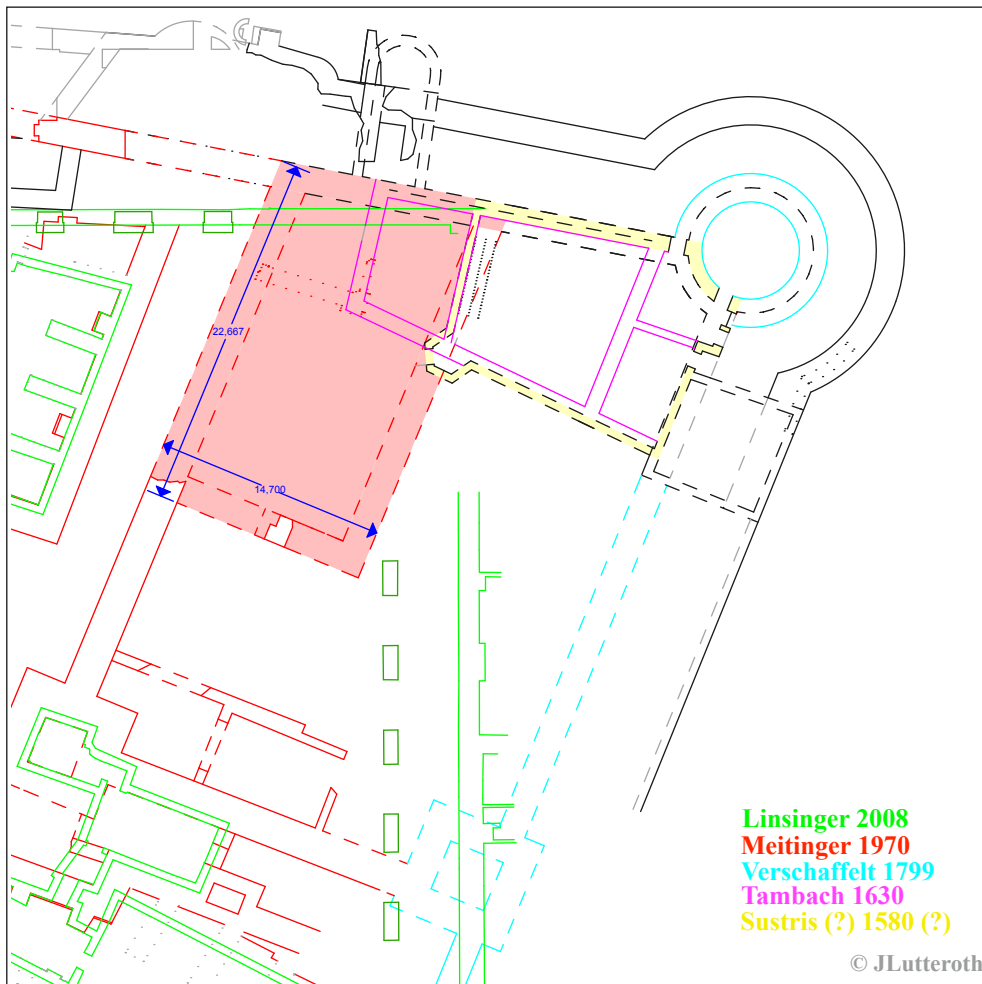 22,667
14,700
Linsinger 2008
Meitinger 1970
Verschaffelt 1799
Tambach 1630
Sustris (?) 1580 (?)
© JLutteroth